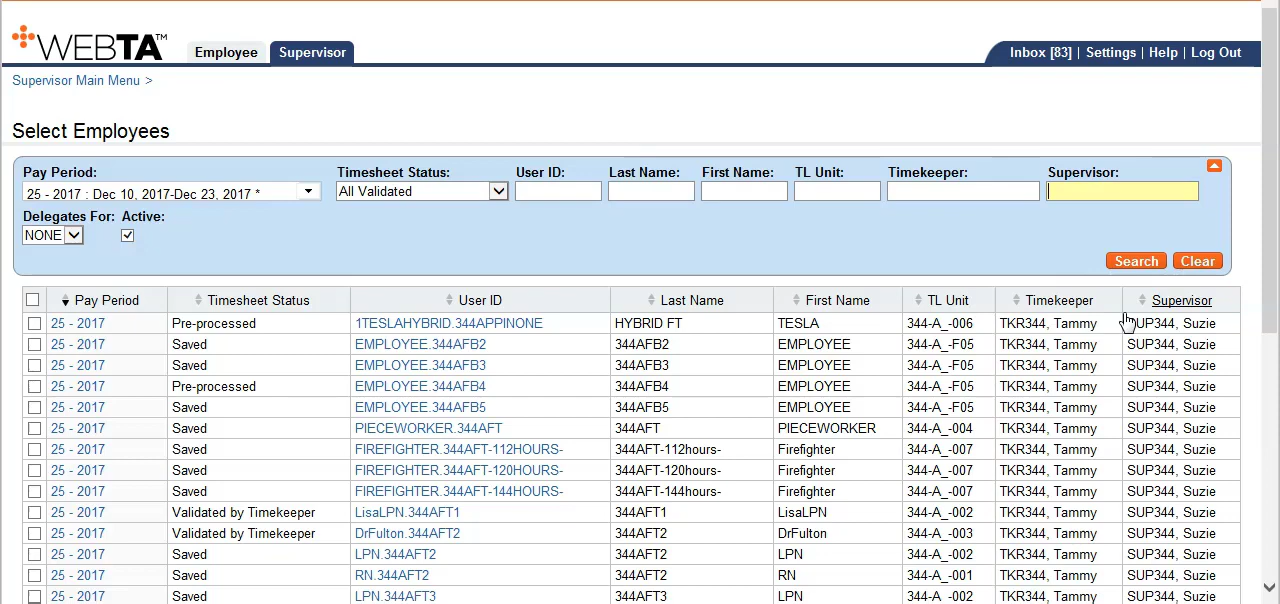 WEBTA™ Employee Supervisor Inbox [83] | Settings | Help | Log Out
Supervisor Main Menu >
Select Employees
Pay Period: Timesheet Status: User ID: Last Name: First Name: TL Unit: Timekeeper: Supervisor:
25 - 2017 : Dec 10, 2017-Dec 23, 2017 * All Validated
Delegates For: Active:
NONE
Search Clear
Pay Period Timesheet Status User ID Last Name First Name TL Unit Timekeeper Supervisor
25 - 2017 Pre-processed 1TESLAHYBRID.344APPINONE HYBRID FT TESLA 344-A_-006 TKR344, Tammy SUP344, Suzie
25 - 2017 Saved EMPLOYEE.344AFB2 344AFB2 EMPLOYEE 344-A_-F05 TKR344, Tammy SUP344, Suzie
25 - 2017 Saved EMPLOYEE.344AFB3 344AFB3 EMPLOYEE 344-A_-F05 TKR344, Tammy SUP344, Suzie
25 - 2017 Pre-processed EMPLOYEE.344AFB4 344AFB4 EMPLOYEE 344-A_-F05 TKR344, Tammy SUP344, Suzie
25 - 2017 Saved EMPLOYEE.344AFB5 344AFB5 EMPLOYEE 344-A_-F05 TKR344, Tammy SUP344, Suzie
25 - 2017 Saved PIECEWORKER.344AFT 344AFT PIECEWORKER 344-A_-004 TKR344, Tammy SUP344, Suzie
25 - 2017 Saved FIREFIGHTER.344AFT-112HOURS- 344AFT-112hours- Firefighter 344-A_-007 TKR344, Tammy SUP344, Suzie
25 - 2017 Saved FIREFIGHTER.344AFT-120HOURS- 344AFT-120hours- Firefighter 344-A_-007 TKR344, Tammy SUP344, Suzie
25 - 2017 Saved FIREFIGHTER.344AFT-144HOURS- 344AFT-144hours- Firefighter 344-A_-007 TKR344, Tammy SUP344, Suzie
25 - 2017 Validated by Timekeeper LisaLPN.344AFT1 344AFT1 LisaLPN 344-A_-002 TKR344, Tammy SUP344, Suzie
25 - 2017 Validated by Timekeeper DrFulton.344AFT2 344AFT2 DrFulton 344-A_-003 TKR344, Tammy SUP344, Suzie
25 - 2017 Saved LPN.344AFT2 344AFT2 LPN 344-A_-002 TKR344, Tammy SUP344, Suzie
25 - 2017 Saved RN.344AFT2 344AFT2 RN 344-A_-001 TKR344, Tammy SUP344, Suzie
25 - 2017 Saved LPN.344AFT3 344AFT3 LPN 344-A_-002 TKR344, Tammy SUP344, Suzie